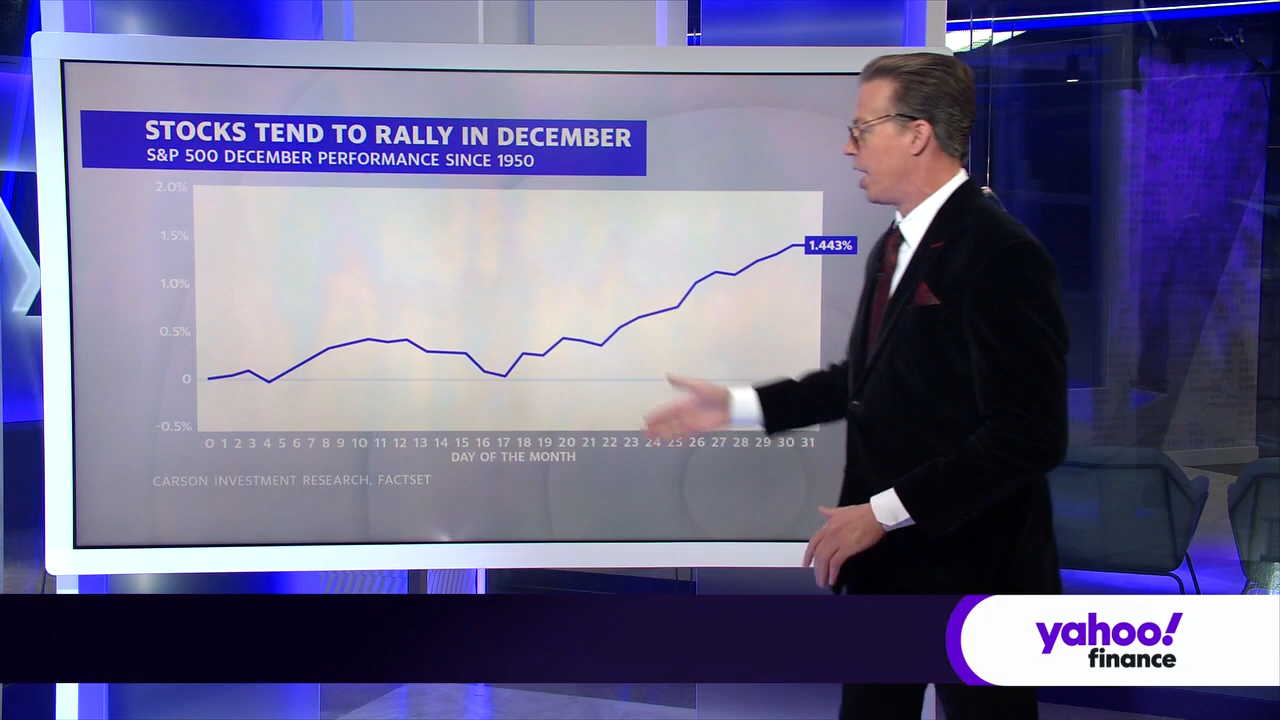 STOCKS TEND TO RALLY IN DECEMBER
S&P 500 DECEMBER PERFORMANCE SINCE 1950
2.0%
1.5%
1.443%
1.0%
0.5%
0
-0.5%
0 1 2 3 4 5 6 7 8 9 10 11 12 13 14 15 16 17 18 19 20 21 22 23 24 25 26 27 28 29 30 31
DAY OF THE MONTH
CARSON INVESTMENT RESEARCH, FACTSET
yahoo!
finance